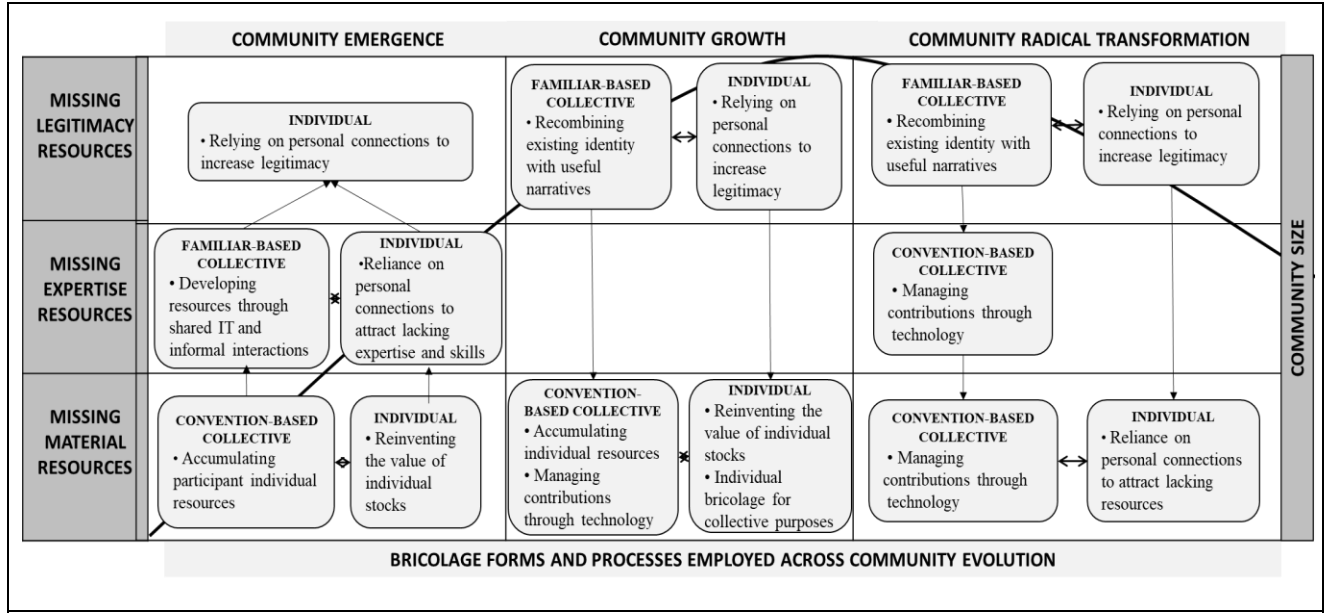 COMMUNITY EMERGENCE
COMMUNITY GROWTH
COMMUNITY RADICAL TRANSFORMATION
MISSING
LEGITIMACY
RESOURCES
INDIVIDUAL
• Relying on personal connections to
increase legitimacy
FAMILIAR-BASED
COLLECTIVE
• Recombining
existing identity
with useful
narratives
INDIVIDUAL
• Relying on
personal
connections to
increase
legitimacy
FAMILIAR-BASED
COLLECTIVE
• Recombining
existing identity with
useful narratives
INDIVIDUAL
• Relying on personal
connections to
increase legitimacy
MISSING
EXPERTISE
RESOURCES
FAMILIAR-BASED
COLLECTIVE
• Developing
resources through
shared IT and
informal interactions
INDIVIDUAL
•Reliance on
personal
connections to
attract lacking
expertise and skills
CONVENTION-BASED
COLLECTIVE
• Managing
contributions through
technology
MISSING
MATERIAL
RESOURCES
CONVENTION-BASED
COLLECTIVE
• Accumulating
participant individual
resources
INDIVIDUAL
• Reinventing
the value of
individual
stocks
CONVENTION-
BASED COLLECTIVE
• Accumulating
individual resources
• Managing
contributions
through technology
INDIVIDUAL
• Reinventing the
value of individual
stocks
• Individual
bricolage for
collective purposes
CONVENTION-BASED
COLLECTIVE
• Managing
contributions through
technology
INDIVIDUAL
• Reliance on
personal connections
to attract lacking
resources
COMMUNITY SIZE
BRICOLAGE FORMS AND PROCESSES EMPLOYED ACROSS COMMUNITY EVOLUTION